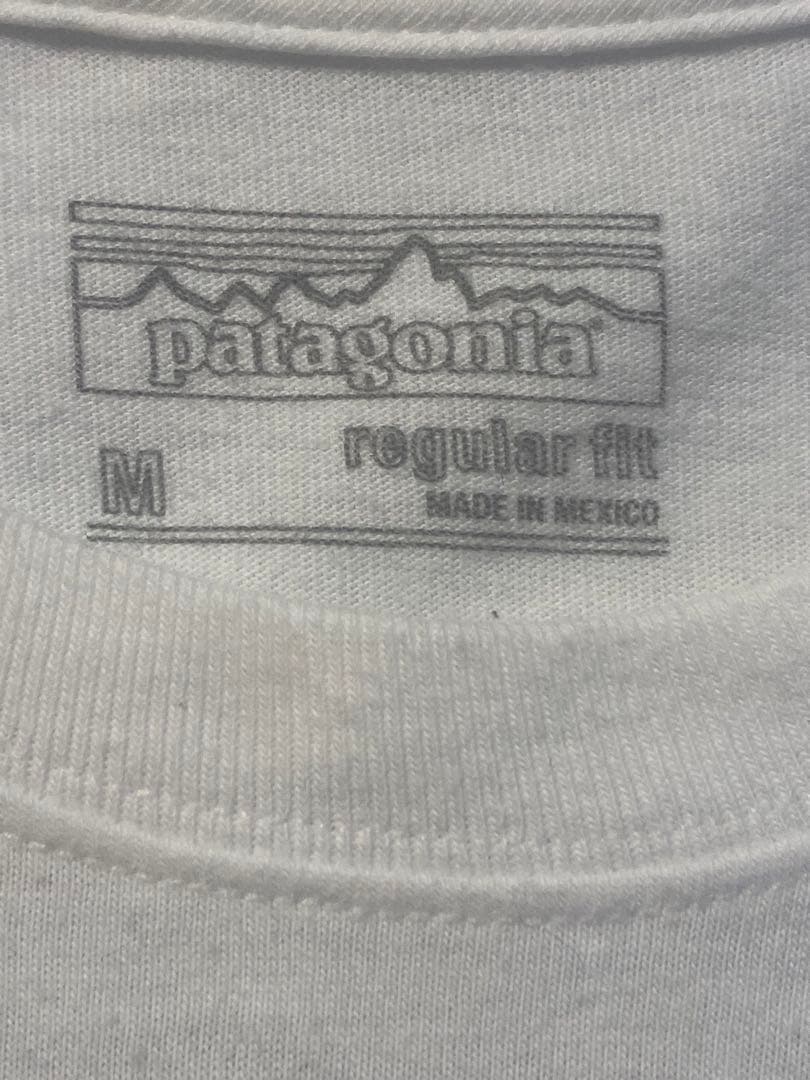 patagonia®
M
regular fit
MADE IN MEXICO